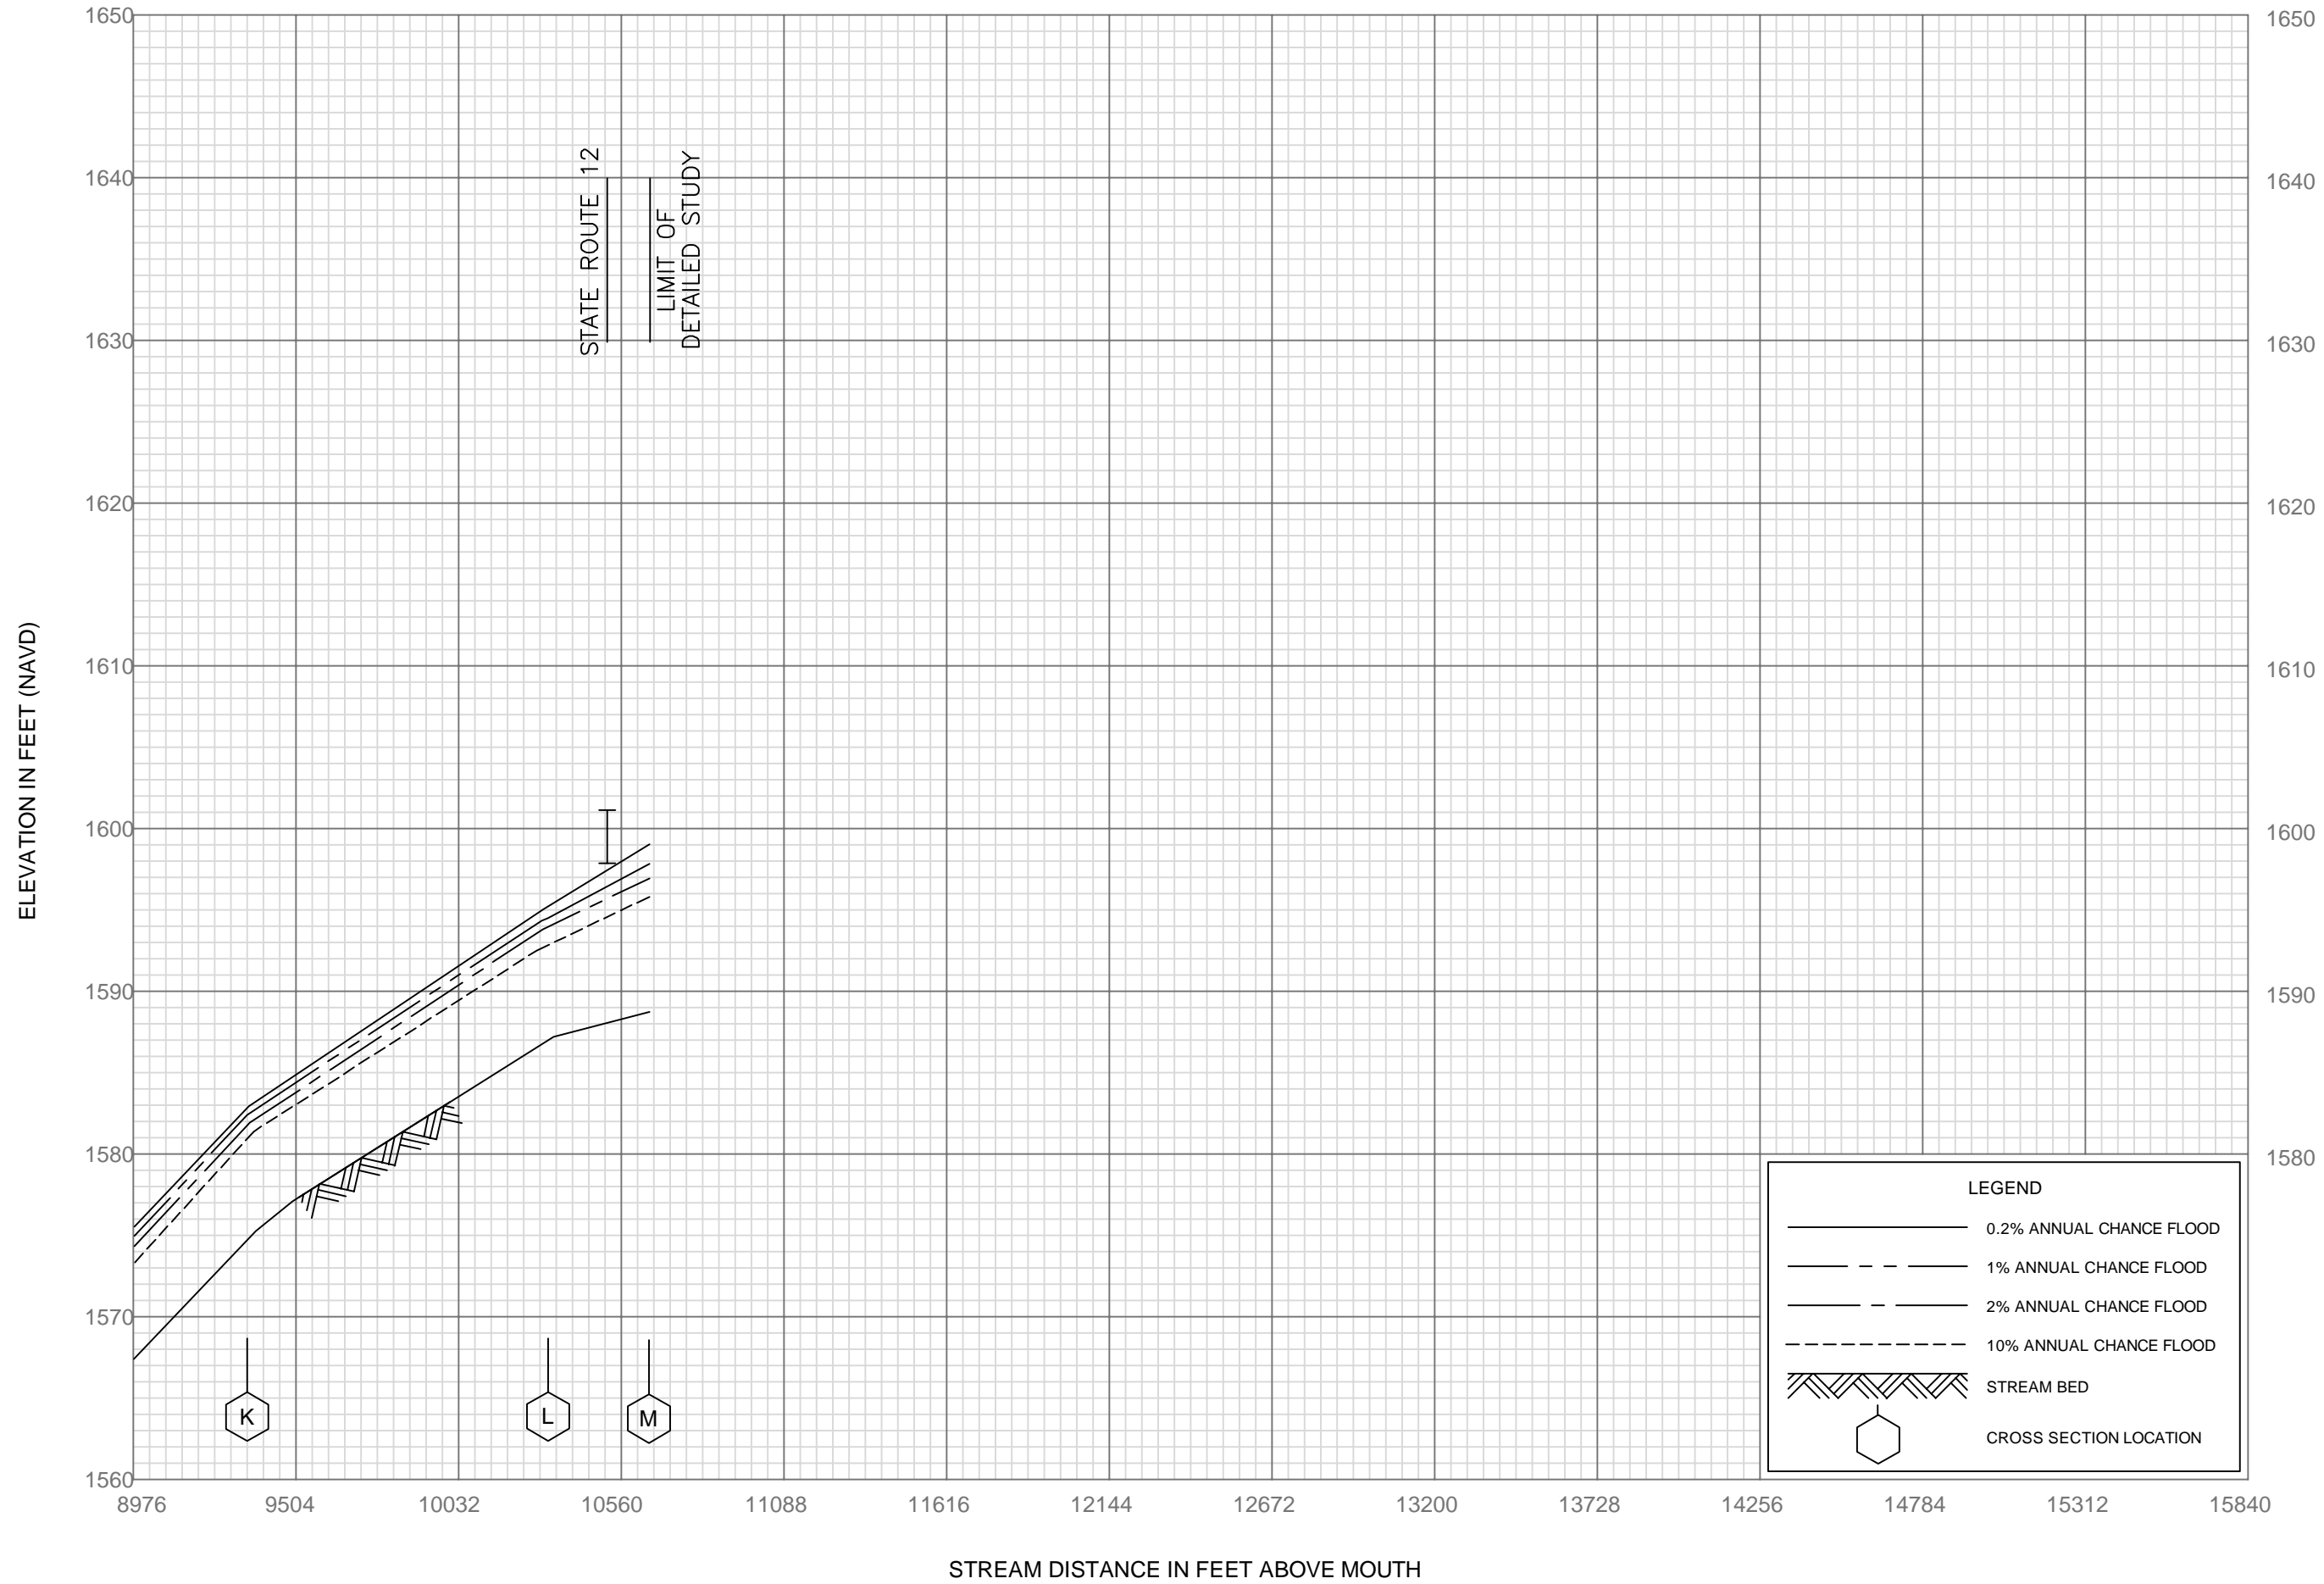 1650
1640
1630
1620
1610
1600
1590
1580
1570
1560
ELEVATION IN FEET (NAVD)
STATE ROUTE 12
LIMIT OF
DETAILED STUDY
1650
1640
1630
1620
1610
1600
1590
1580
K
L
M
LEGEND
0.2% ANNUAL CHANCE FLOOD
1% ANNUAL CHANCE FLOOD
2% ANNUAL CHANCE FLOOD
10% ANNUAL CHANCE FLOOD
STREAM BED
CROSS SECTION LOCATION
8976 9504 10032 10560 11088 11616 12144 12672 13200 13728 14256 14784 15312 15840
STREAM DISTANCE IN FEET ABOVE MOUTH